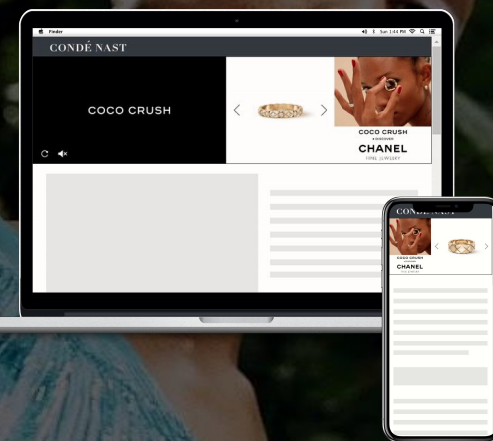 Finder
Sun 1:44 PM
CONDÉ NAST
COCO CRUSH
COCO CRUSH
CHANEL
FINE JEWELRY
CONDÉ NAST
COCO CRUSH
CHANEL